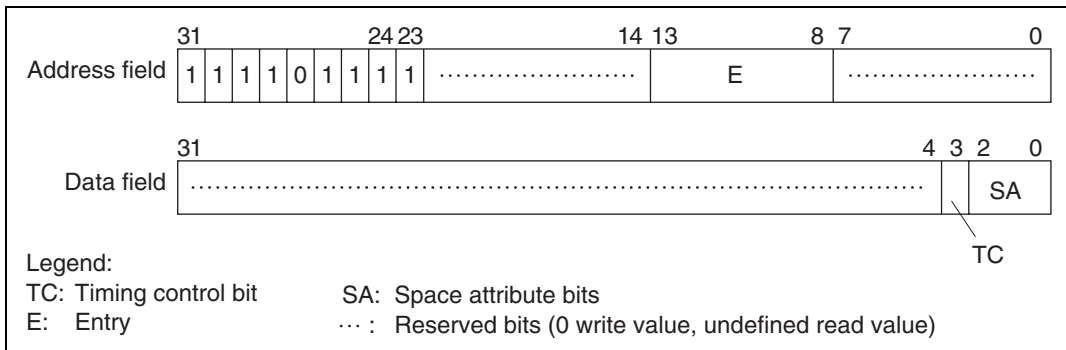 31 24 23 14 13 8 7 0
Address field 1 1 1 1 0 1 1 1 1 ........................ E ........................
31 4 3 2 0
Data field ........................ SA
TC
Legend:
TC: Timing control bit SA: Space attribute bits
E: Entry ... : Reserved bits (0 write value, undefined read value)